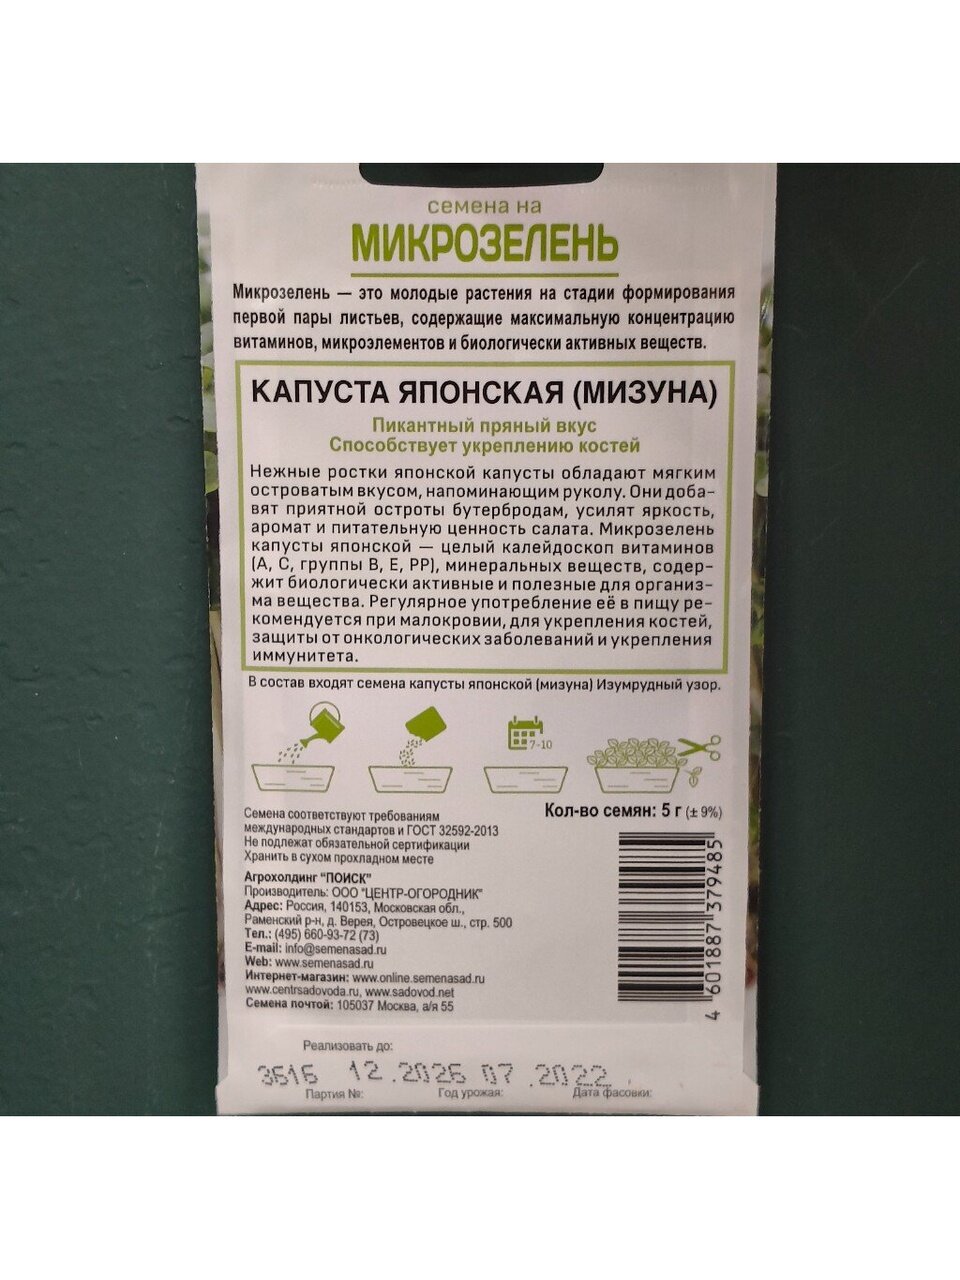 семена на
МИКРОЗЕЛЕНЬ
Микрозелень — это молодые растения на стадии формирования
первой пары листьев, содержащие максимальную концентрацию
витаминов, микроэлементов и биологически активных веществ.
КАПУСТА ЯПОНСКАЯ (МИЗУНА)
Пикантный пряный вкус
Способствует укреплению костей
Нежные ростки японской капусты обладают мягким
островатым вкусом, напоминающим руколу. Они доба-
вят приятной остроты бутербродам, усилят яркость,
аромат и питательную ценность салата. Микрозелень
капусты японской — целый калейдоскоп витаминов
(А, С, группы В, Е, РР), минеральных веществ, содер-
жит биологически активные и полезные для организ-
ма вещества. Регулярное употребление её в пищу ре-
комендуется при малокровии, для укрепления костей,
защиты от онкологических заболеваний и укрепления
иммунитета.
В состав входят семена капусты японской (мизуна) Изумрудный узор.
7-10
Кол-во семян: 5 г (± 9%)
Семена соответствуют требованиям
международных стандартов и ГОСТ 32592-2013
Не подлежат обязательной сертификации
Хранить в сухом прохладном месте
Агрохолдинг "ПОИСК"
Производитель: ООО "ЦЕНТР-ОГОРОДНИК"
Адрес: Россия, 140153, Московская обл.,
Раменский р-н, д. Верея, Островецкое ш., стр. 500
Тел.: (495) 660-93-72 (73)
E-mail: info@semenasad.ru
Web: www.semenasad.ru
Интернет-магазин: www.online.semenasad.ru
www.centrsadovoda.ru, www.sadovod.net
Семена почтой: 105037 Москва, а/я 55
4 601887 379485
Реализовать до:
3616 12.2025 07.2022
Партия №: Год урожая: Дата фасовки: